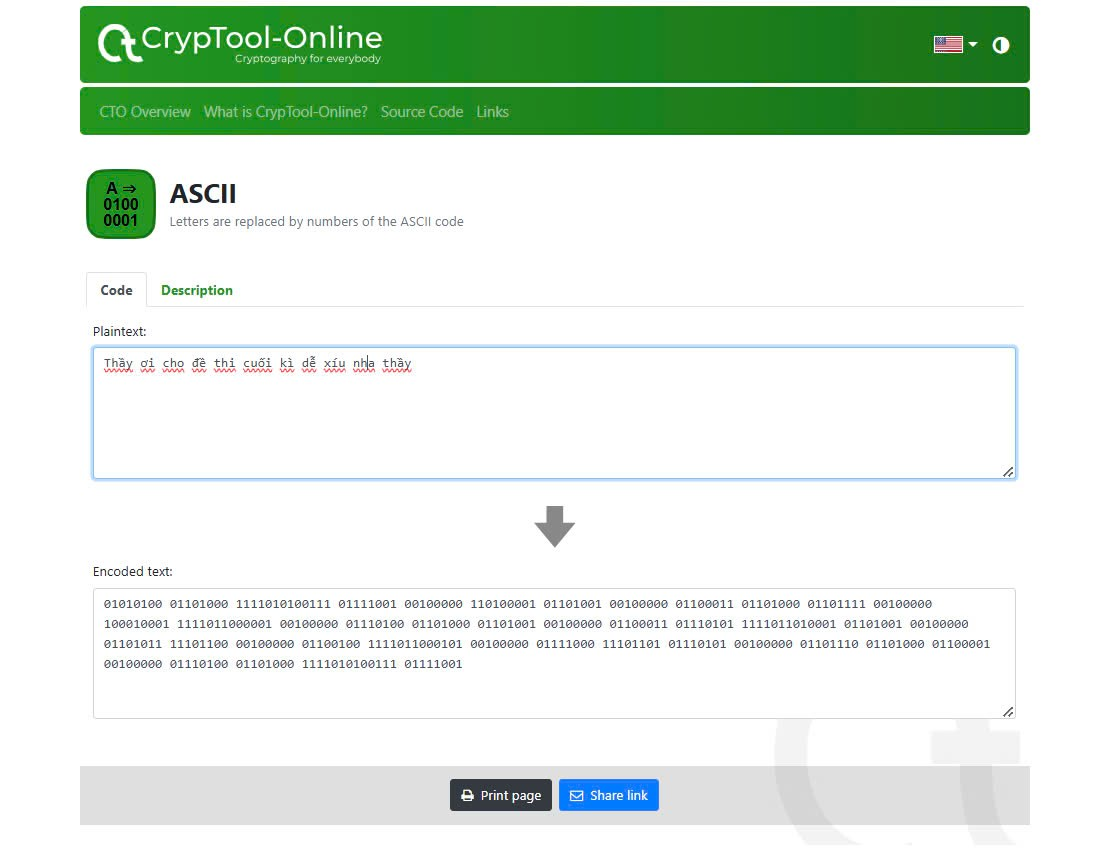 CrypTool-Online
Cryptography for everybody
CTO Overview What is CrypTool-Online? Source Code Links
A ⇒
0100
0001
ASCII
Letters are replaced by numbers of the ASCII code
Code Description
Plaintext:
Thầy ơi cho đề thi cuối kì dễ xíu nha thầy
Encoded text:
01010100 01101000 1111010100111 01111001 00100000 110100001 01101001 00100000 01100011 01101000 01101111 00100000
100010001 1111011000001 00100000 01110100 01101000 01101001 00100000 01100011 01110101 1111011010001 01101001 00100000
01101011 11101100 00100000 01100100 1111011000101 00100000 01111000 11101101 01110101 00100000 01101110 01101000 01100001
00100000 01110100 01101000 1111010100111 01111001
Print page Share link